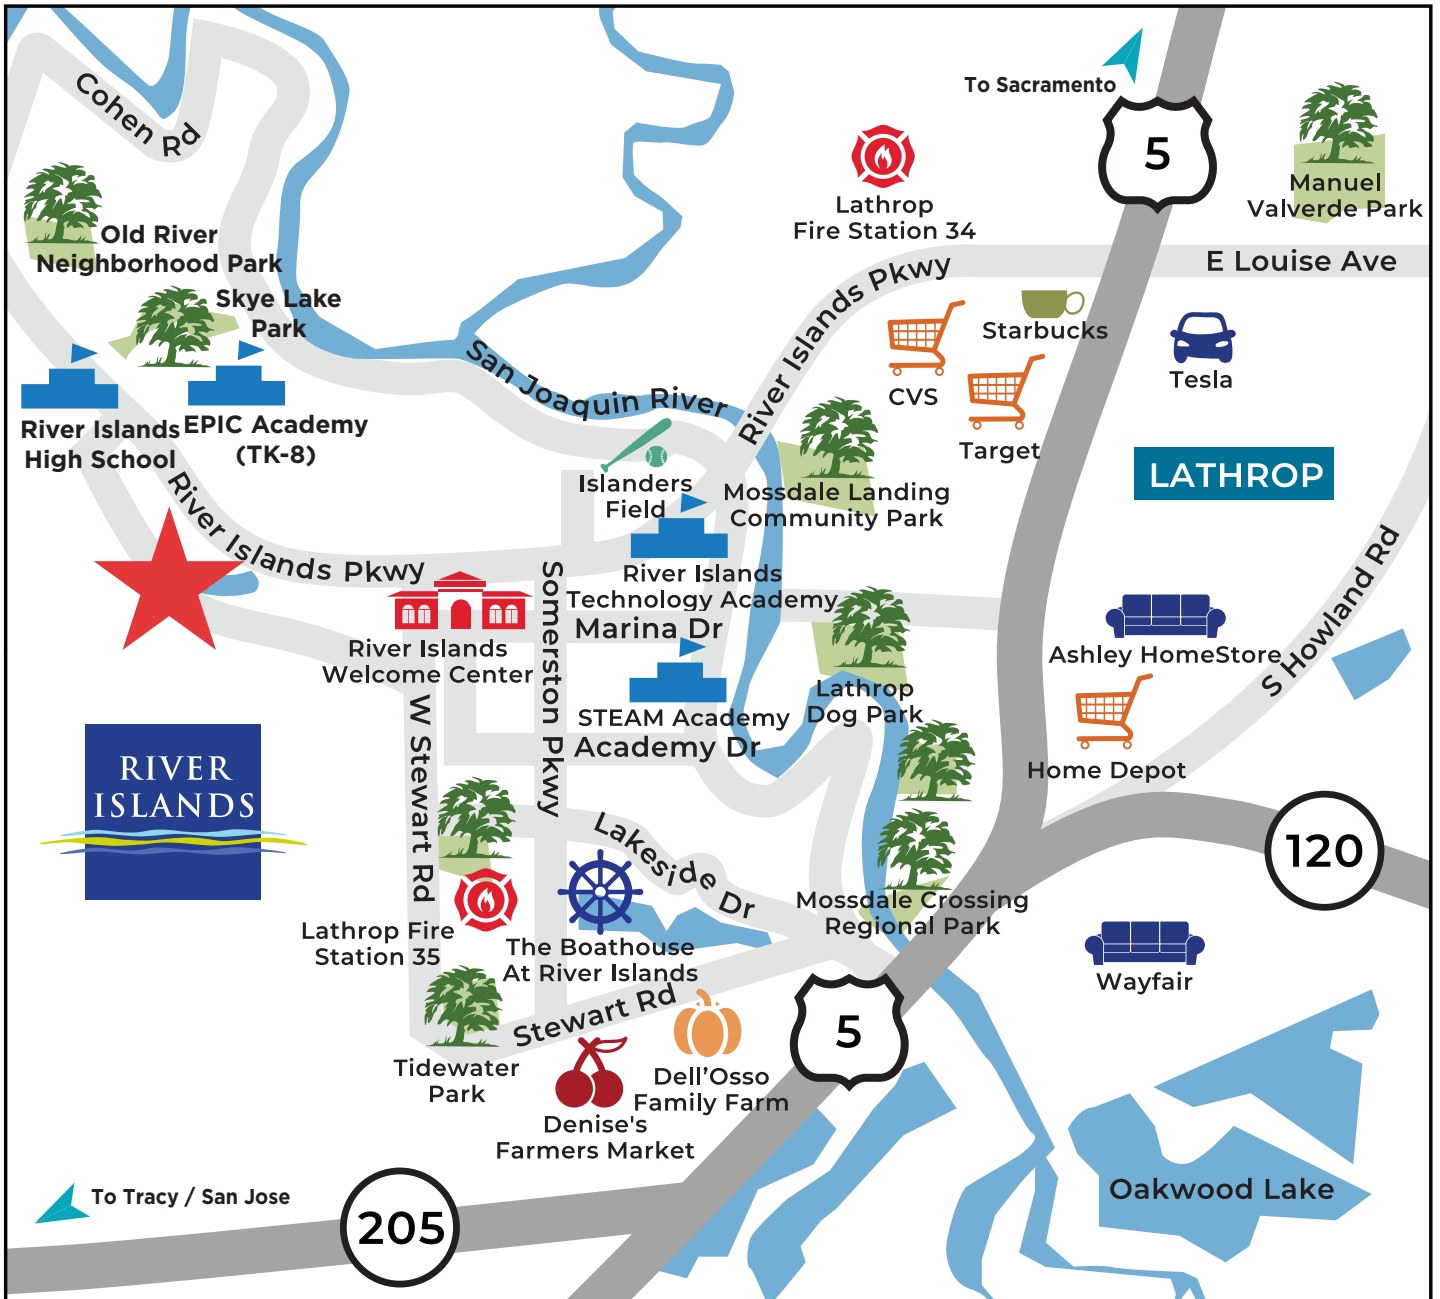 To Sacramento
5
Cohen Rd
Manuel
Valverde Park
Lathrop
Fire Station 34
Old River
Neighborhood Park
E Louise Ave
River Islands Pkwy
Skye Lake
Park
Starbucks
CVS
Tesla
San Joaquin River
Target
River Islands
High School
EPIC Academy
(TK-8)
LATHROP
Islanders
Field
Mossdale Landing
Community Park
River Islands Pkwy
River Islands
Technology Academy
Marina Dr
Somerston Pkwy
S Howland Rd
River Islands
Welcome Center
Ashley HomeStore
Lathrop
Dog Park
STEAM Academy
Academy Dr
W Stewart Rd
Home Depot
RIVER
ISLANDS
120
Lakeside Dr
Mossdale Crossing
Regional Park
Lathrop Fire
Station 35
The Boathouse
At River Islands
Wayfair
Stewart Rd
5
Tidewater
Park
Dell'Osso
Family Farm
Denise's
Farmers Market
Oakwood Lake
To Tracy / San Jose
205